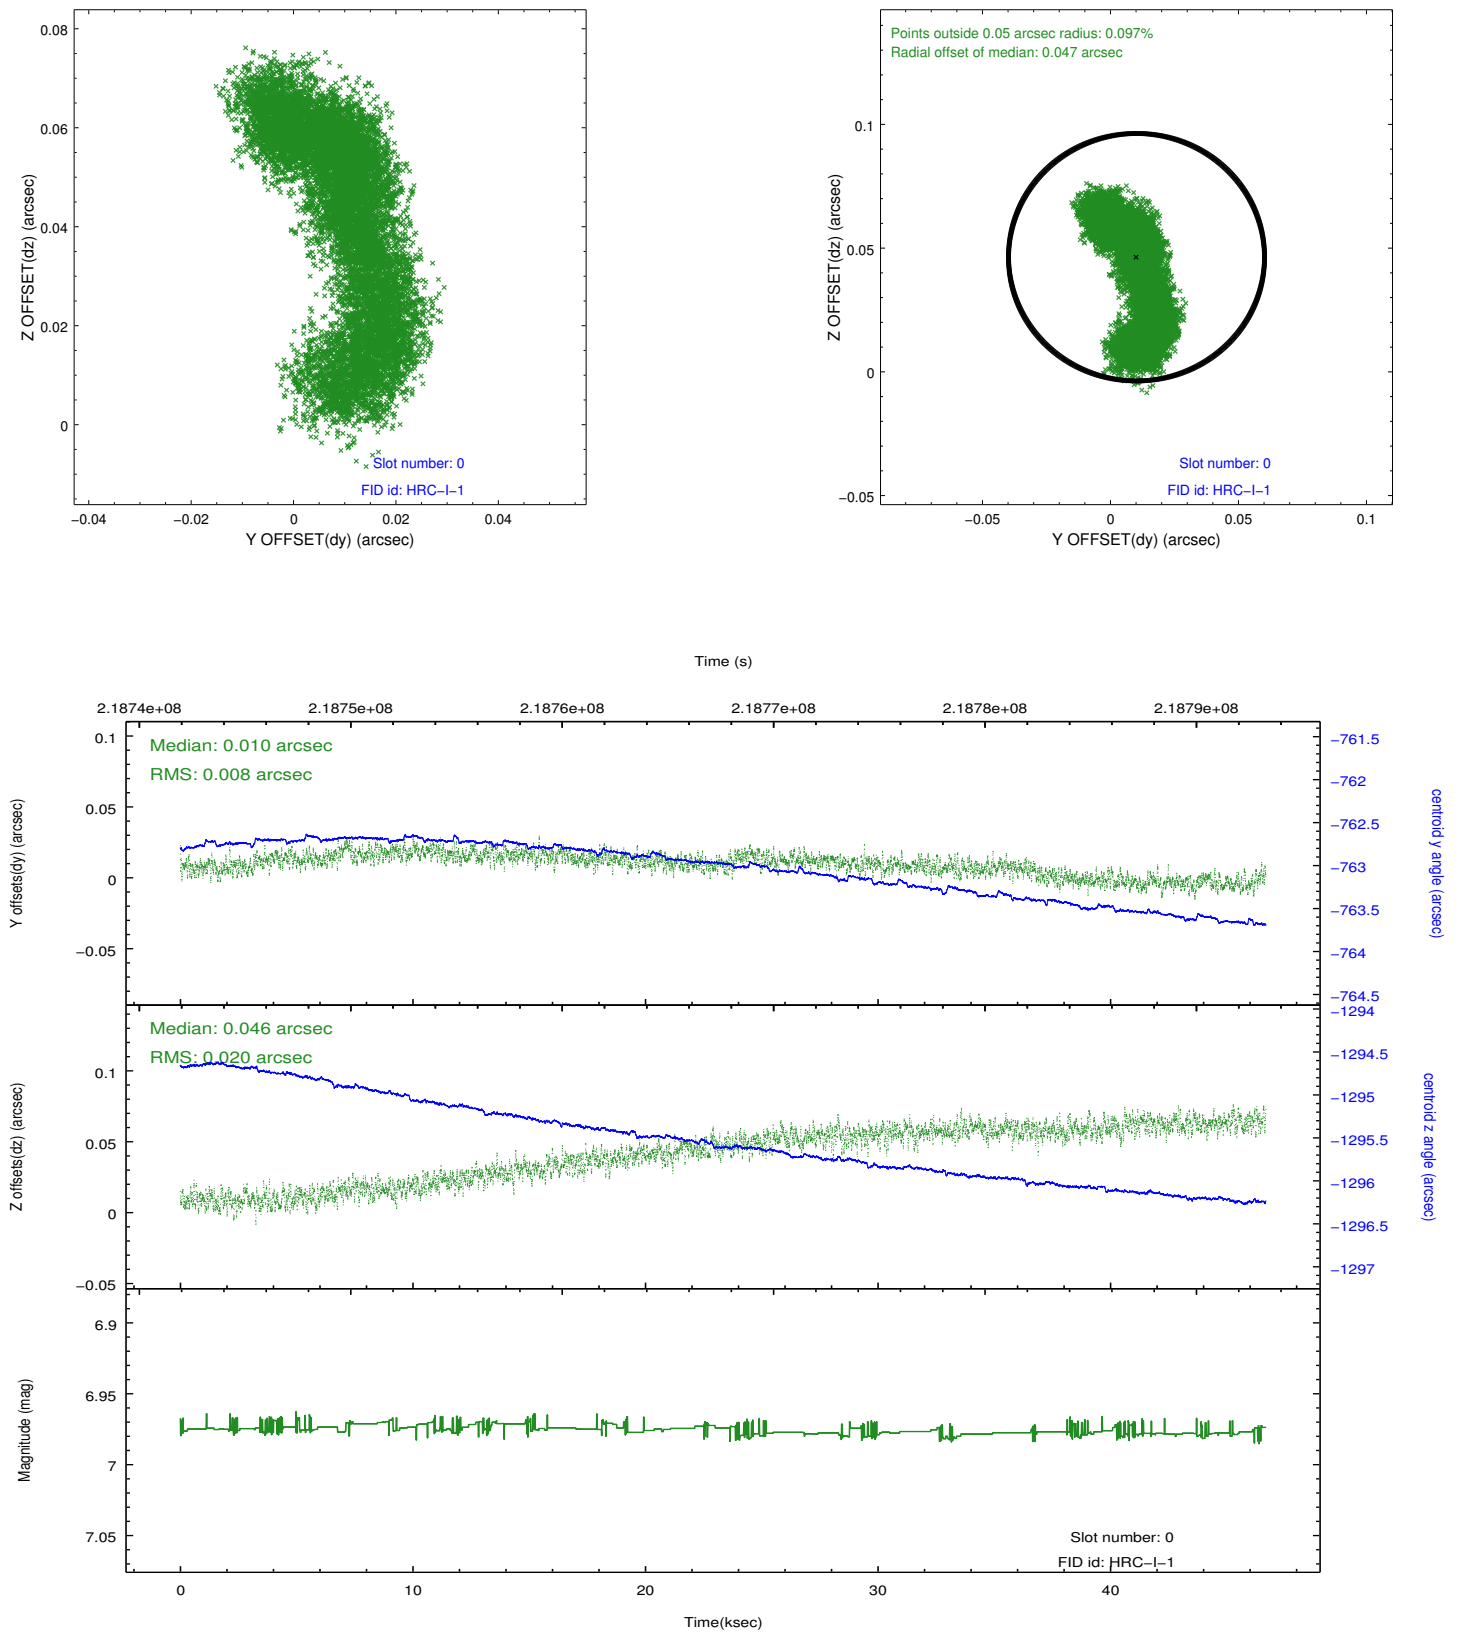 0.08
0.06
0.04
0.02
0
Z OFFSET(dz) (arcsec)
Slot number: 0
FID id: HRC−I−1
−0.04
−0.02
0
0.02
0.04
Y OFFSET(dy) (arcsec)
Points outside 0.05 arcsec radius: 0.097%
Radial offset of median: 0.047 arcsec
0.1
0.05
0
−0.05
Z OFFSET(dz) (arcsec)
Slot number: 0
FID id: HRC−I−1
−0.05
0
0.05
0.1
Y OFFSET(dy) (arcsec)
Time (s)
2.1874e+08
2.1875e+08
2.1876e+08
2.1877e+08
2.1878e+08
2.1879e+08
Median: 0.010 arcsec
RMS: 0.008 arcsec
0.1
0.05
0
−0.05
Y offsets(dy) (arcsec)
−761.5
−762
−762.5
−763
−763.5
−764
−764.5
centroid y angle (arcsec)
Median: 0.046 arcsec
RMS: 0.020 arcsec
0.1
0.05
0
−0.05
Z offsets(dz) (arcsec)
−1294
−1294.5
−1295
−1295.5
−1296
−1296.5
−1297
centroid z angle (arcsec)
6.9
6.95
7
7.05
Magnitude (mag)
Slot number: 0
FID id: HRC−I−1
0
10
20
30
40
Time(ksec)